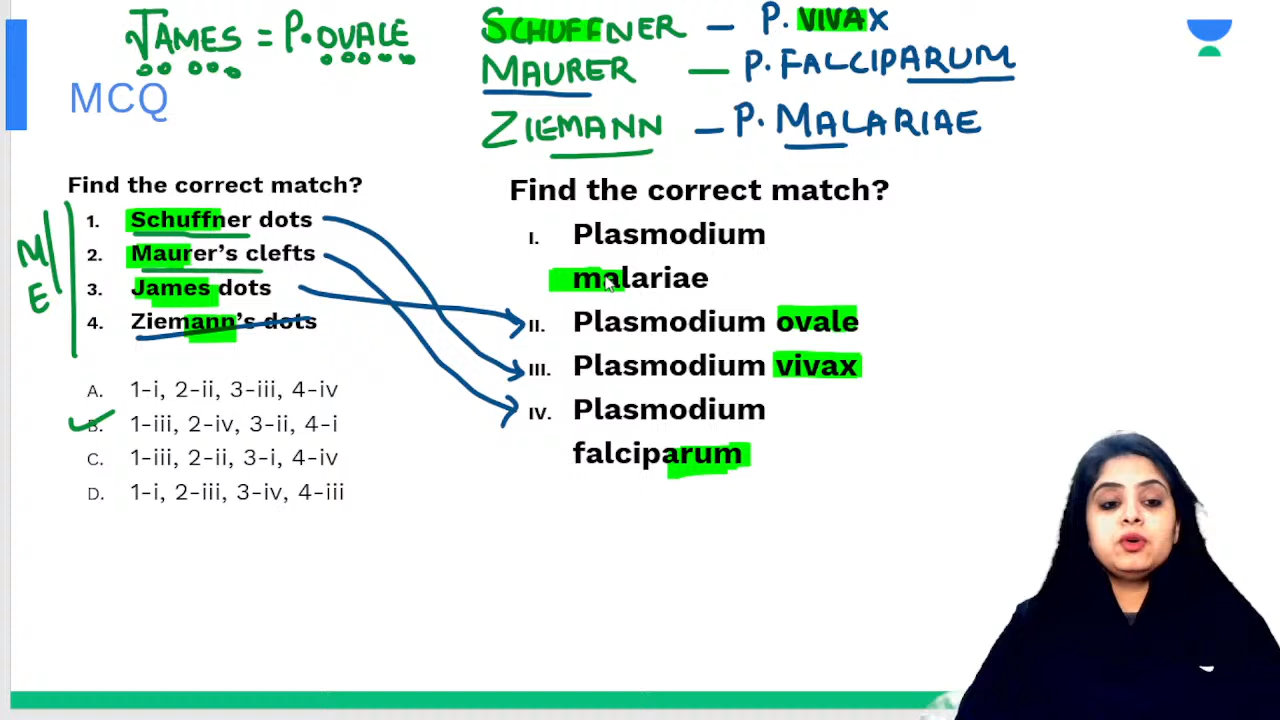 JAMES = P. OVALE
SCHUFFNER – P. VIVAX
MAURER – P. FALCIPARUM
ZIEMANN – P. MALARIAE
MCQ
Find the correct match?
1. Schuffner dots
2. Maurer's clefts
3. James dots
4. Ziemann's dots
M
E
A. 1-i, 2-ii, 3-iii, 4-iv
B. 1-iii, 2-iv, 3-ii, 4-i
C. 1-iii, 2-ii, 3-i, 4-iv
D. 1-i, 2-iii, 3-iv, 4-iii
Find the correct match?
I. Plasmodium
malariae
II. Plasmodium ovale
III. Plasmodium vivax
IV. Plasmodium
falciparum